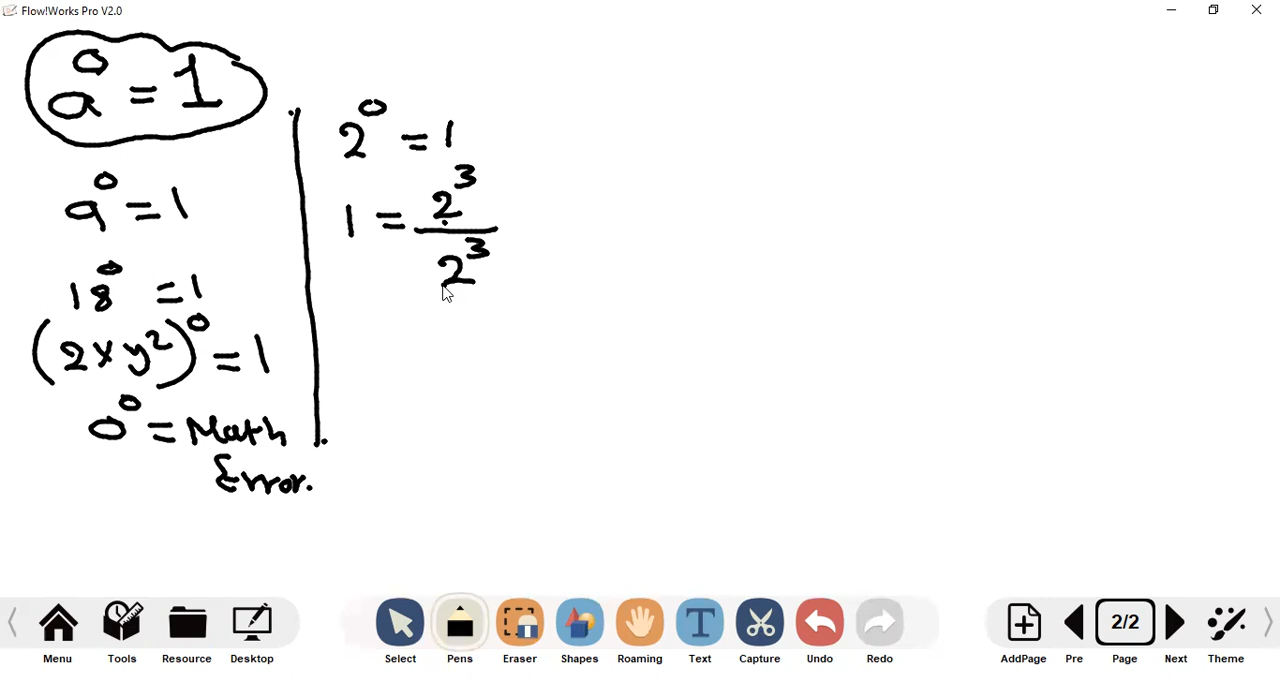 Flow!Works Pro V2.0
a⁰ = 1
9⁰ = 1
18⁰ = 1
(2xy²)⁰ = 1
0⁰ = Math
Error.
2⁰ = 1
1 = 2³
2³
Menu Tools Resource Desktop Select Pens Eraser Shapes Roaming Text Capture Undo Redo AddPage Pre 2/2 Page Next Theme